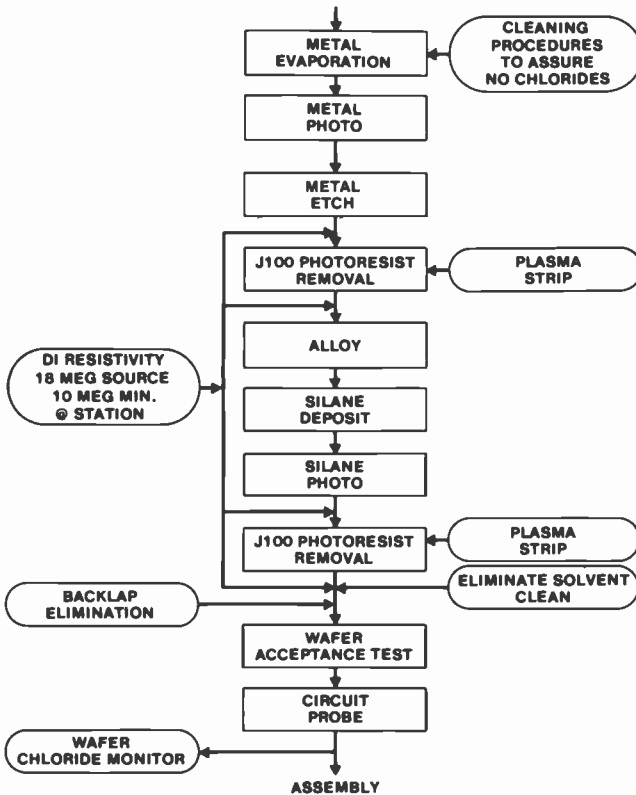 METAL
EVAPORATION
CLEANING
PROCEDURES
TO ASSURE
NO CHLORIDES
METAL
PHOTO
METAL
ETCH
J100 PHOTORESIST
REMOVAL
PLASMA
STRIP
ALLOY
DI RESISTIVITY
18 MEG SOURCE
10 MEG MIN.
@ STATION
SILANE
DEPOSIT
SILANE
PHOTO
J100 PHOTORESIST
REMOVAL
PLASMA
STRIP
ELIMINATE SOLVENT
CLEAN
BACKLAP
ELIMINATION
WAFER
ACCEPTANCE TEST
CIRCUIT
PROBE
WAFER
CHLORIDE MONITOR
ASSEMBLY